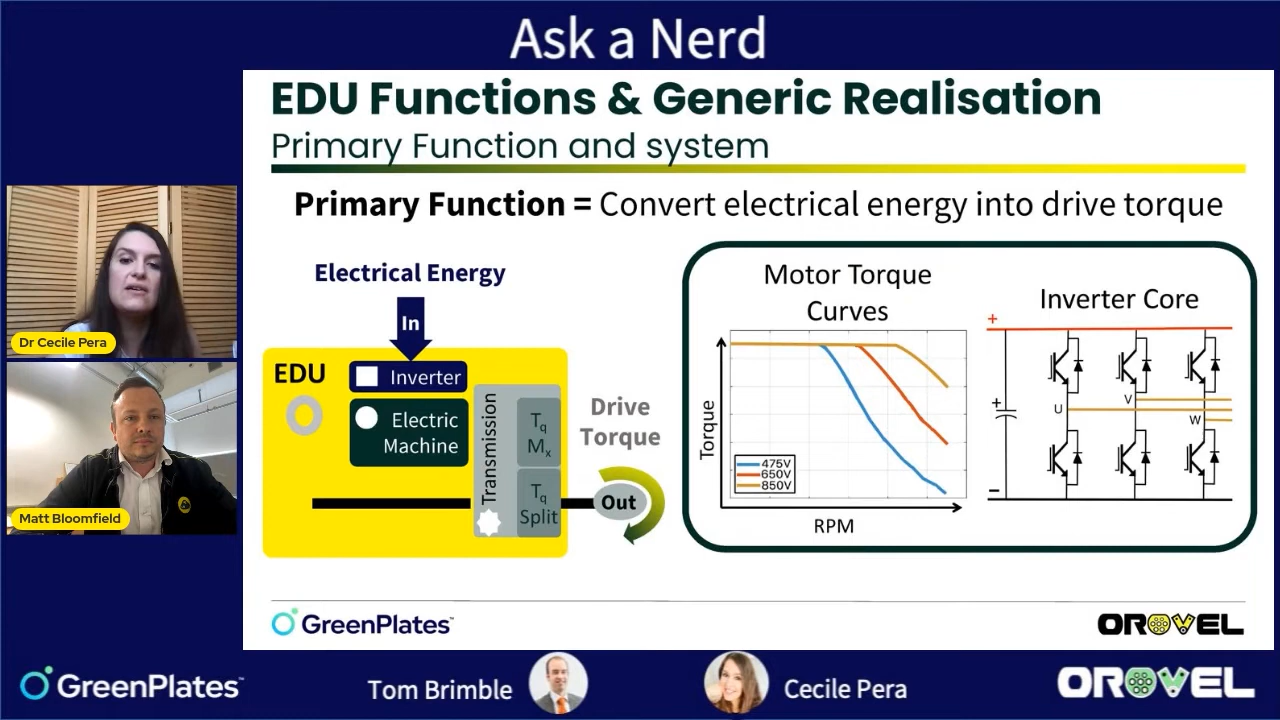 Ask a Nerd
EDU Functions & Generic Realisation
Primary Function and system
Primary Function = Convert electrical energy into drive torque
Electrical Energy
In
EDU
Inverter
Electric
Machine
Transmission
Tq
Mx
Tq
Split
Drive
Torque
Out
Motor Torque
Curves
Torque
475V
650V
850V
RPM
Inverter Core
+
+
U
V
W
−
Dr Cecile Pera
Matt Bloomfield
GreenPlates
OROVEL
GreenPlates
Tom Brimble
Cecile Pera
OROVEL